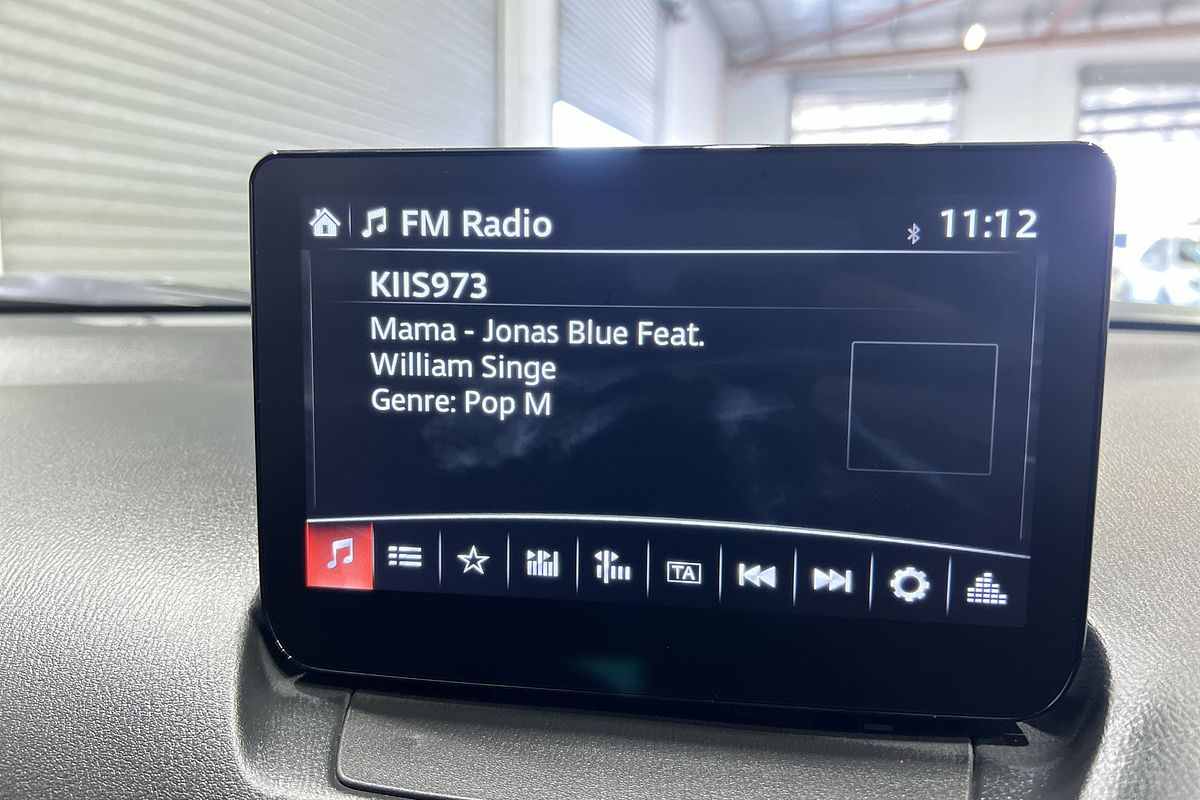 FM Radio
11:12
KIIS973
Mama - Jonas Blue Feat.
William Singe
Genre: Pop M
TA